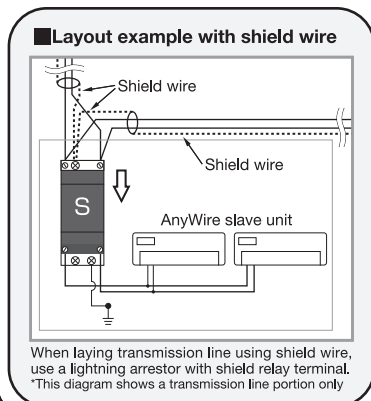 ■Layout example with shield wire
Shield wire
Shield wire
S
AnyWire slave unit
When laying transmission line using shield wire,
use a lightning arrestor with shield relay terminal.
*This diagram shows a transmission line portion only